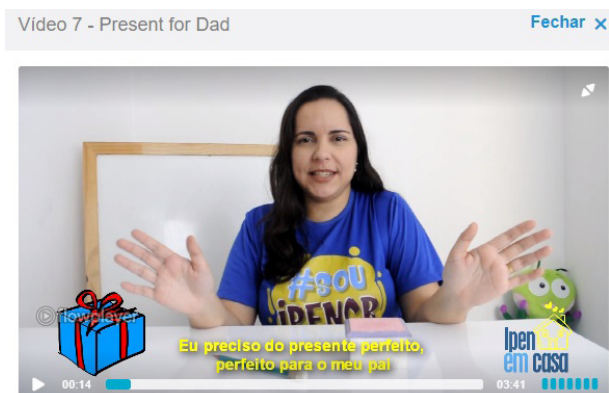 Vídeo 7 - Present for Dad
Fechar ×
#SOU
IPENOR
flowplayer
Eu preciso do presente perfeito,
perfeito para o meu pai
Ipen
em casa
00:14
03:41